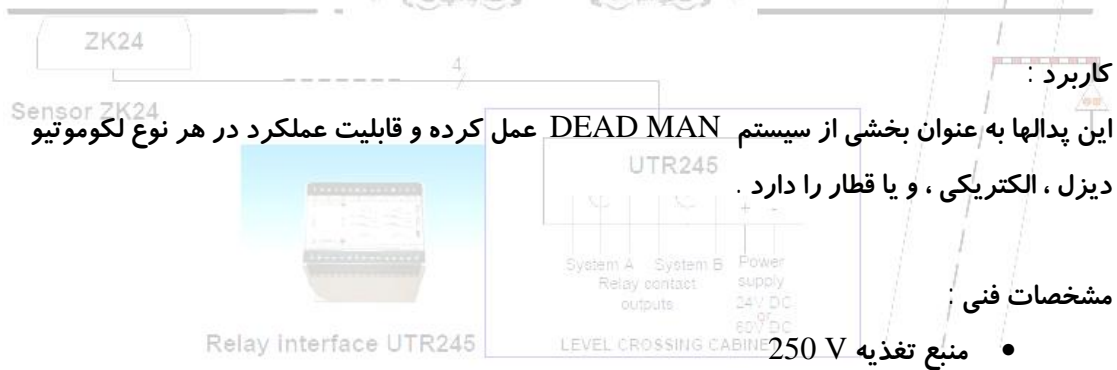 ZK24
4
Sensor ZK24
کاربرد :
این پدالها به عنوان بخشی از سیستم DEAD MAN عمل کرده و قابلیت عملکرد در هر نوع لکوموتیو
دیزل ، الکتریکی ، و یا قطار را دارد .
UTR245
+ -
System A System B Power
Relay contact supply
outputs 24V DC
or
60V DC
مشخصات فنی :
Relay interface UTR245
LEVEL CROSSING CABINE
• منبع تغذیه 250 V